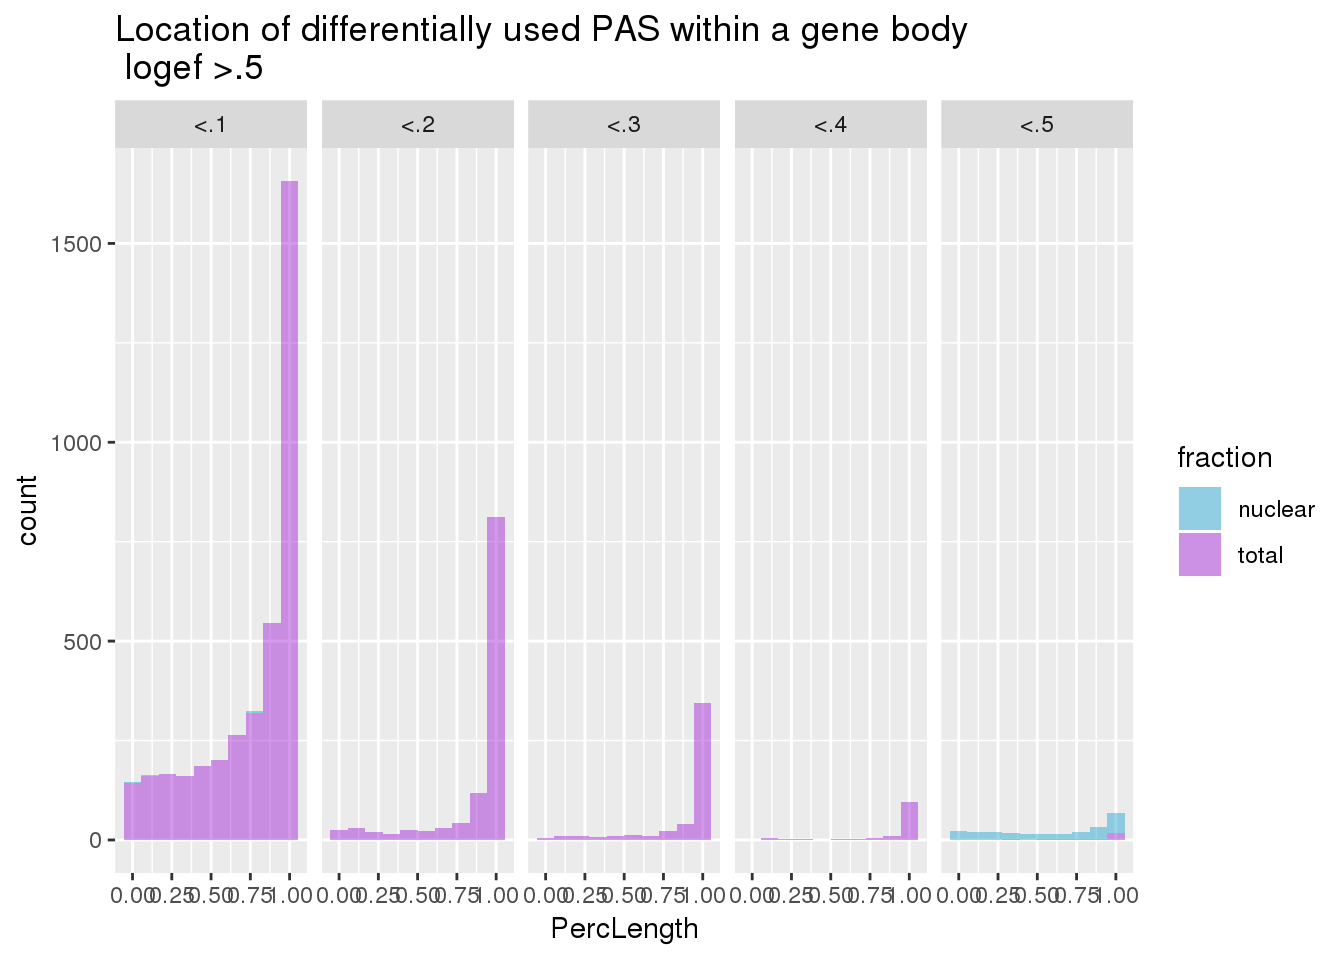 Location of differentially used PAS within a gene body
logef >.5
<.1 <.2 <.3 <.4 <.5
1500
1000
500
0
count
0.00 0.25 0.50 0.75 1.00 0.00 0.25 0.50 0.75 1.00 0.00 0.25 0.50 0.75 1.00 0.00 0.25 0.50 0.75 1.00 0.00 0.25 0.50 0.75 1.00
PercLength
fraction
nuclear
total